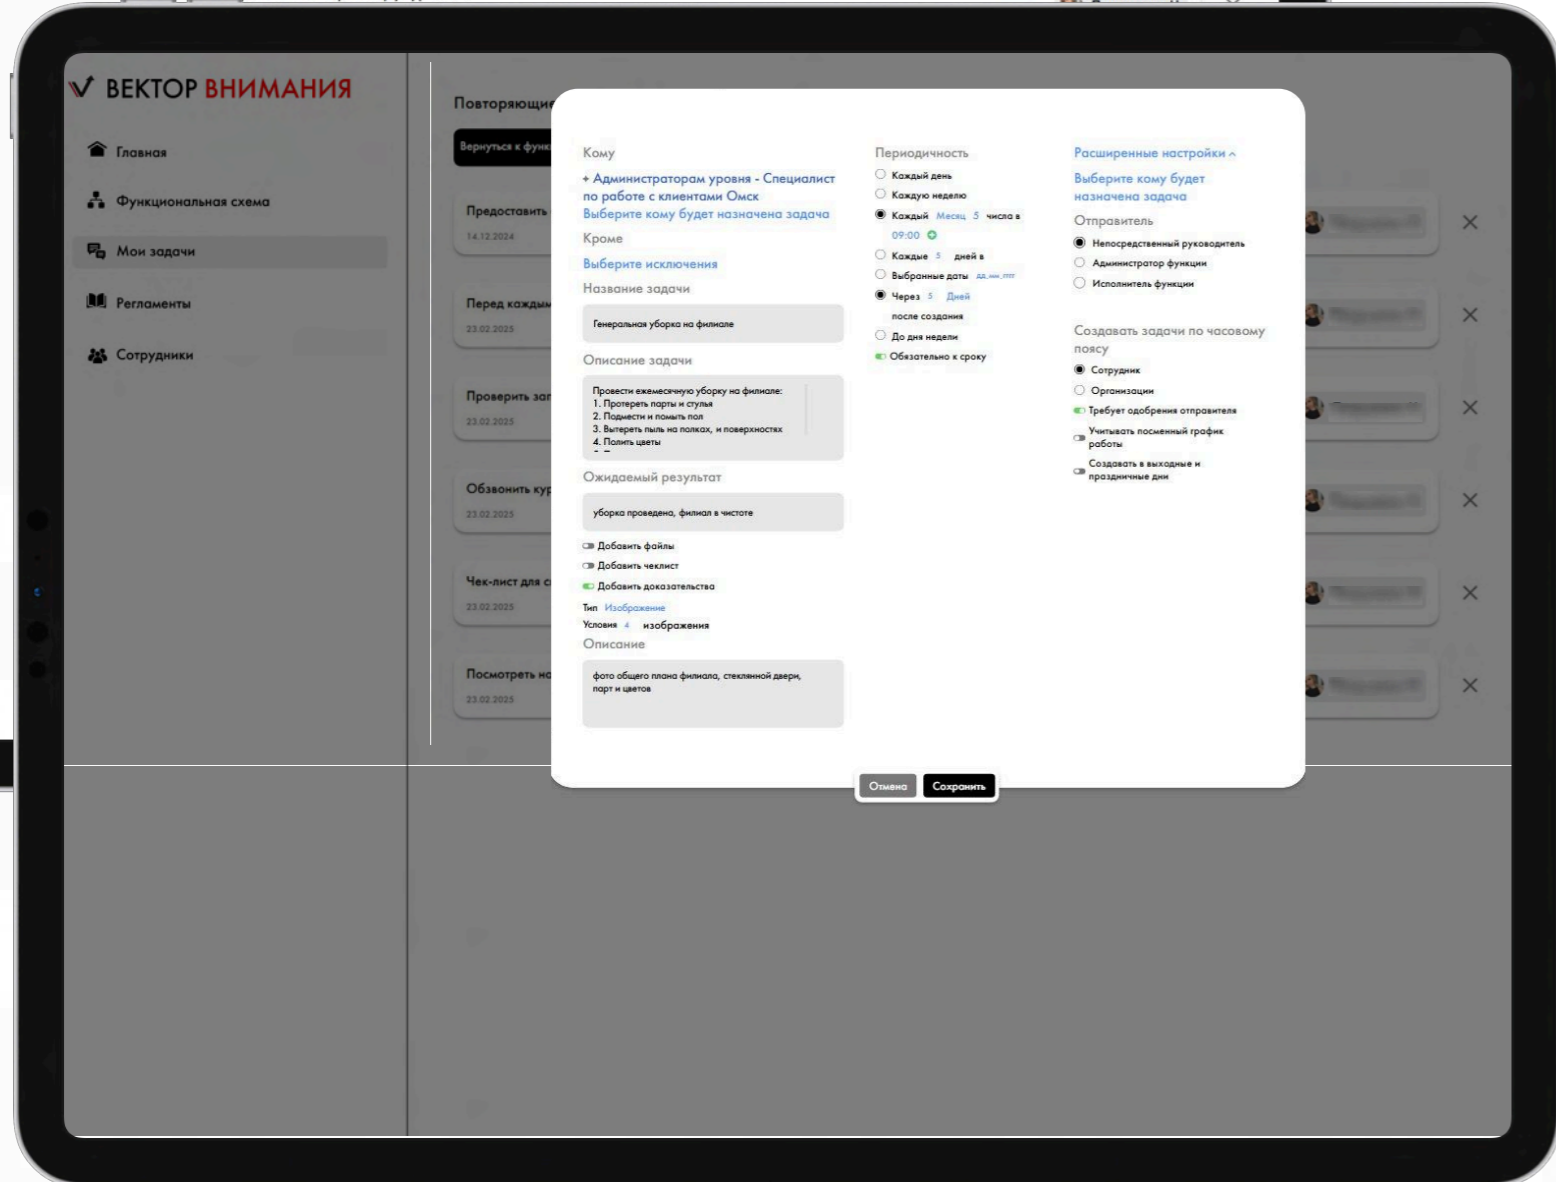 ВЕКТОР ВНИМАНИЯ
Главная
Функциональная схема
Мои задачи
Регламенты
Сотрудники
Повторяющие
Вернуться к функ
Предоставить
14.12.2024
Перед каждым
23.02.2025
Проверить зап
23.02.2025
Обзвонить кур
23.02.2025
Чек-лист для с
23.02.2025
Посмотреть на
23.02.2025
Кому
+ Администраторам уровня - Специалист
по работе с клиентами Омск
Выберите кому будет назначена задача
Кроме
Выберите исключения
Название задачи
Генеральная уборка на филиале
Описание задачи
Провести ежемесячную уборку на филиале:
1. Протереть парты и стулья
2. Подмести и помыть пол
3. Вытереть пыль на полках, и поверхностях
4. Полить цветы
Ожидаемый результат
уборка проведена, филиал в чистоте
Добавить файлы
Добавить чеклист
Добавить доказательства
Тип Изображение
Условия 4 изображения
Описание
фото общего плана филиала, стеклянной двери,
парт и цветов
Периодичность
Каждый день
Каждую неделю
Каждый Месяц 5 числа в
09:00
Каждые 5 дней в
Выбранные даты дд.мм.гггг
Через 5 Дней
после создания
До дня недели
Обязательно к сроку
Расширенные настройки
Выберите кому будет
назначена задача
Отправитель
Непосредственный руководитель
Администратор функции
Исполнитель функции
Создавать задачи по часовому
поясу
Сотрудник
Организации
Требует одобрения отправителя
Учитывать посменный график
работы
Создавать в выходные и
праздничные дни
Отмена
Сохранить